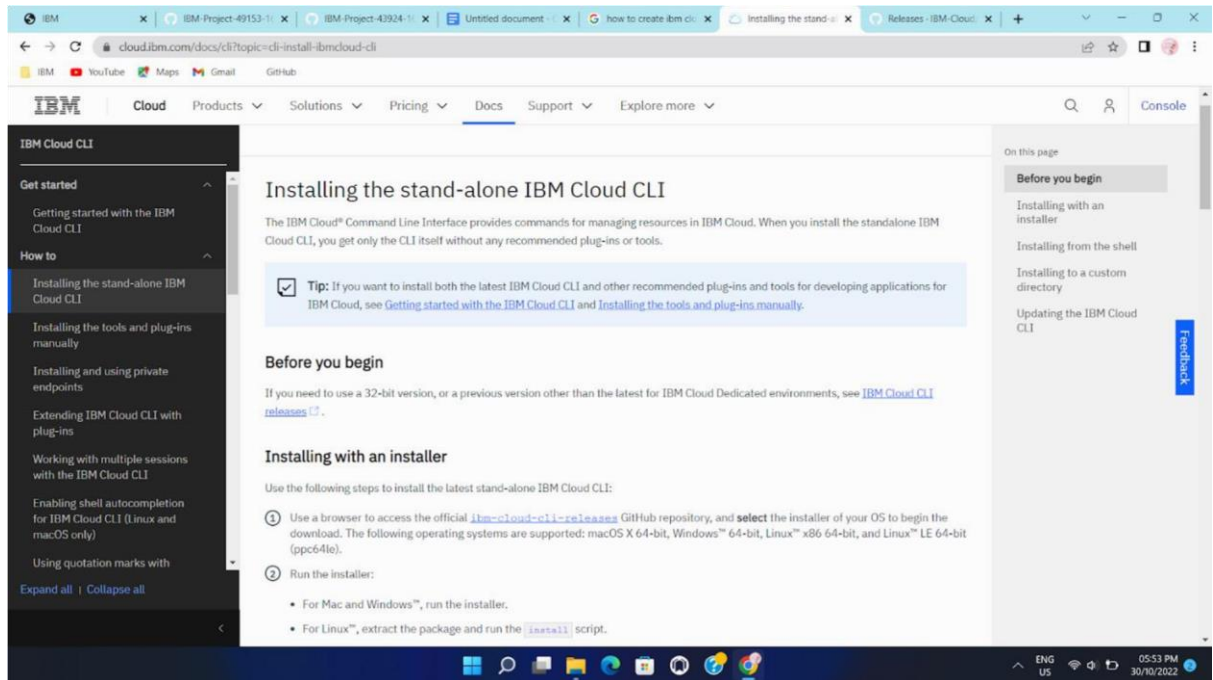 IBM
IBM-Project-49153-1
IBM-Project-43924-1
Untitled document -
how to create ibm clo
Installing the stand-a
Releases · IBM-Cloud
cloud.ibm.com/docs/cli?topic=cli-install-ibmcloud-cli
IBM
YouTube
Maps
Gmail
GitHub
IBM
Cloud
Products
Solutions
Pricing
Docs
Support
Explore more
Console
IBM Cloud CLI
Get started
Getting started with the IBM
Cloud CLI
How to
Installing the stand-alone IBM
Cloud CLI
Installing the tools and plug-ins
manually
Installing and using private
endpoints
Extending IBM Cloud CLI with
plug-ins
Working with multiple sessions
with the IBM Cloud CLI
Enabling shell autocompletion
for IBM Cloud CLI (Linux and
macOS only)
Using quotation marks with
Expand all | Collapse all
Installing the stand-alone IBM Cloud CLI
The IBM Cloud® Command Line Interface provides commands for managing resources in IBM Cloud. When you install the standalone IBM
Cloud CLI, you get only the CLI itself without any recommended plug-ins or tools.
Tip: If you want to install both the latest IBM Cloud CLI and other recommended plug-ins and tools for developing applications for
IBM Cloud, see Getting started with the IBM Cloud CLI and Installing the tools and plug-ins manually.
Before you begin
If you need to use a 32-bit version, or a previous version other than the latest for IBM Cloud Dedicated environments, see IBM Cloud CLI
releases.
Installing with an installer
Use the following steps to install the latest stand-alone IBM Cloud CLI:
1 Use a browser to access the official ibm-cloud-cli-releases GitHub repository, and select the installer of your OS to begin the
download. The following operating systems are supported: macOS X 64-bit, Windows™ 64-bit, Linux™ x86 64-bit, and Linux™ LE 64-bit
(ppc64le).
2 Run the installer:
• For Mac and Windows™, run the installer.
• For Linux™, extract the package and run the install script.
On this page
Before you begin
Installing with an
installer
Installing from the shell
Installing to a custom
directory
Updating the IBM Cloud
CLI
Feedback
ENG
US
05:53 PM
30/10/2022
2